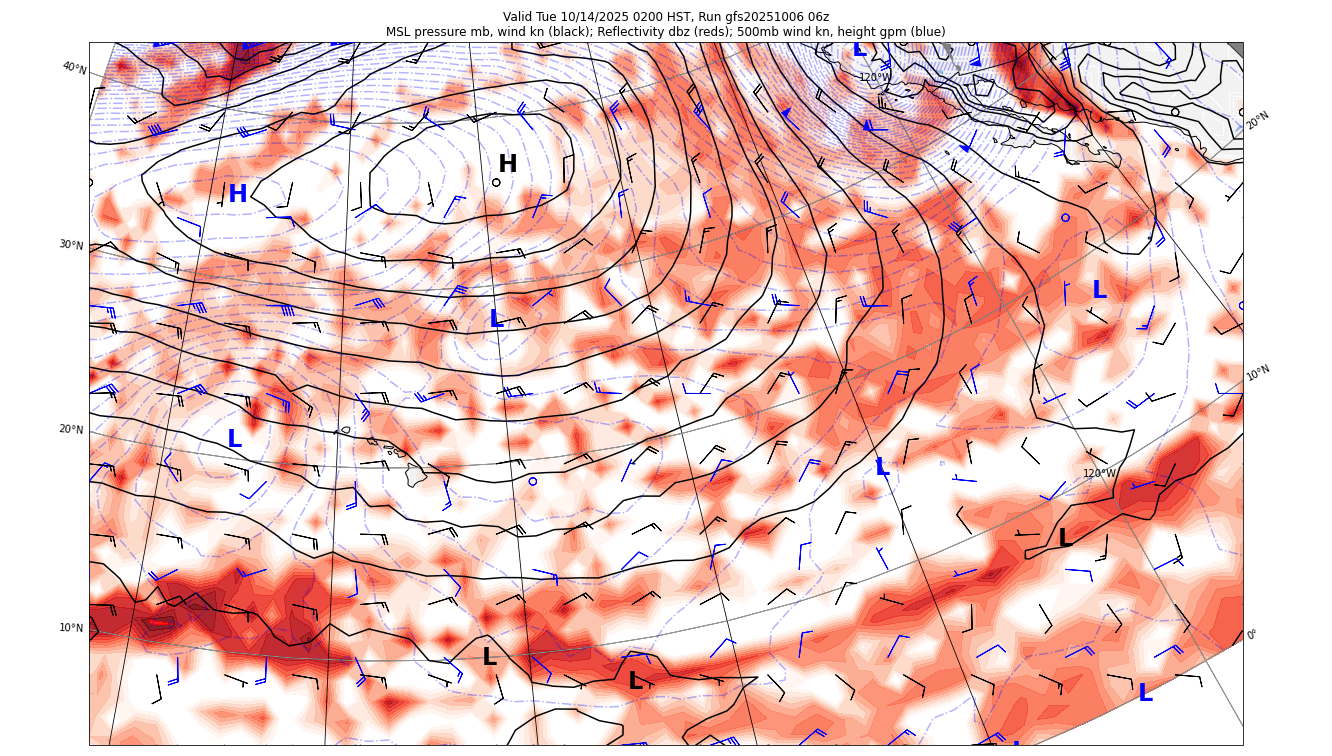 Valid Tue 10/14/2025 0200 HST, Run gfs20251006 06z
MSL pressure mb, wind kn (black); Reflectivity dbz (reds); 500mb wind kn, height gpm (blue)
L
40°N
120°W
20°N
H
H
30°N
L
L
10°N
20°N
L
L
120°W
L
10°N
0°
L
L
L